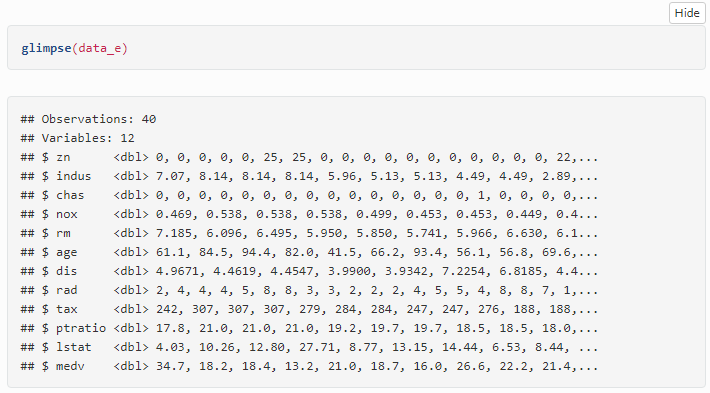 Hide
glimpse(data_e)
## Observations: 40
## Variables: 12
## $ zn      <dbl> 0, 0, 0, 0, 0, 25, 25, 0, 0, 0, 0, 0, 0, 0, 0, 0, 0, 22,...
## $ indus   <dbl> 7.07, 8.14, 8.14, 8.14, 5.96, 5.13, 5.13, 4.49, 4.49, 2.89,...
## $ chas    <dbl> 0, 0, 0, 0, 0, 0, 0, 0, 0, 0, 0, 0, 0, 0, 0, 1, 0, 0, 0, 0,...
## $ nox     <dbl> 0.469, 0.538, 0.538, 0.538, 0.499, 0.453, 0.453, 0.449, 0.4...
## $ rm      <dbl> 7.185, 6.096, 6.495, 5.950, 5.850, 5.741, 5.966, 6.630, 6.1...
## $ age     <dbl> 61.1, 84.5, 94.4, 82.0, 41.5, 66.2, 93.4, 56.1, 56.8, 69.6,...
## $ dis     <dbl> 4.9671, 4.4619, 4.4547, 3.9900, 3.9342, 7.2254, 6.8185, 4.4...
## $ rad     <dbl> 2, 4, 4, 4, 5, 8, 8, 3, 3, 2, 2, 2, 4, 5, 5, 4, 8, 8, 7, 1,...
## $ tax     <dbl> 242, 307, 307, 307, 279, 284, 284, 247, 247, 276, 188, 188,...
## $ ptratio <dbl> 17.8, 21.0, 21.0, 21.0, 19.2, 19.7, 19.7, 18.5, 18.5, 18.0,...
## $ lstat   <dbl> 4.03, 10.26, 12.80, 27.71, 8.77, 13.15, 14.44, 6.53, 8.44, ...
## $ medv    <dbl> 34.7, 18.2, 18.4, 13.2, 21.0, 18.7, 16.0, 26.6, 22.2, 21.4,...